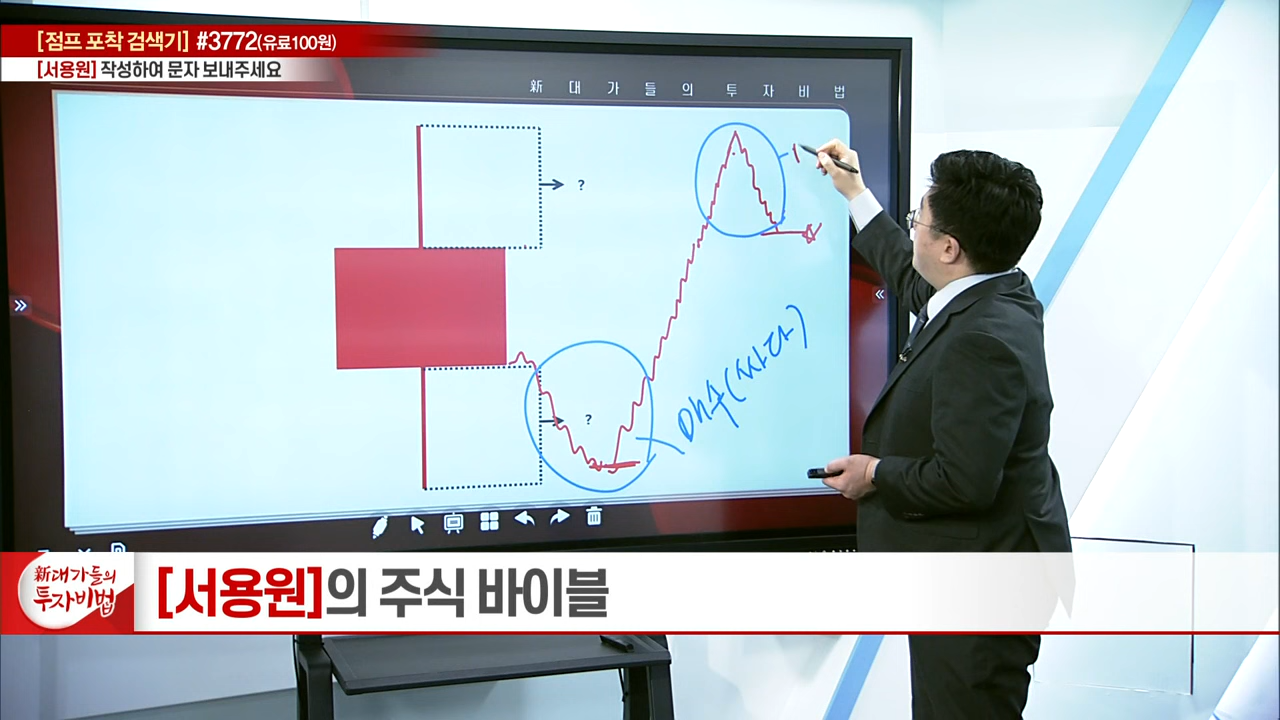 [점프 포착 검색기] #3772(유료100원)
[서용원] 작성하여 문자 보내주세요
新 대 가 들 의 투 자 비 법
?
?
매수(싸다)
新대가들의
투자비법
[서용원]의 주식 바이블